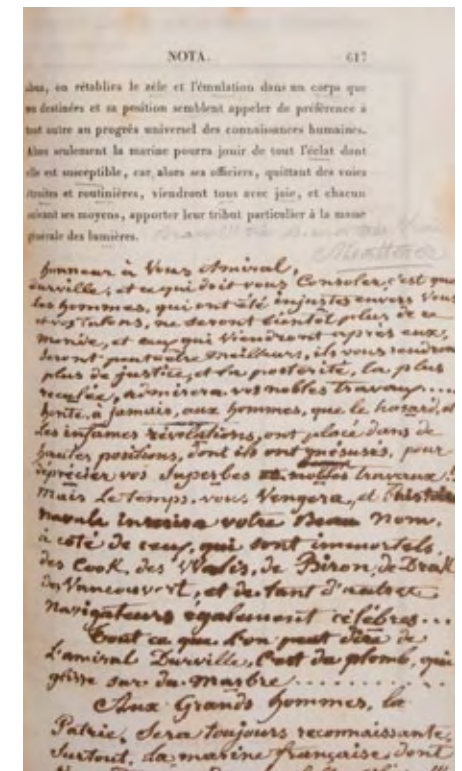 NOTA. 617
on rétablira le zèle et l'émulation dans un corps que
destinées et sa position semblent appeler de préférence à
tout autre au progrès universel des connaissances humaines.
Alors seulement la marine pourra jouir de tout l'éclat dont
elle est susceptible, car alors ses officiers, quittant des voies
étroites et routinières, viendront tous avec joie, et chacun
suivant ses moyens, apporter leur tribut particulier à la masse
générale des lumières.
honneur à Vous Amiral,
durville, et ce qui doit vous Consoler, c'est que
les hommes, qui ont été injustes envers Vous
et vos talens, ne seront bientôt plus de ce
monde, et ceux qui viendront après eux,
seront peut-être meilleurs, ils vous rendront
plus de justice, et la postérité, la plus
reculée, admirera vos nobles travaux....
honte, à jamais, aux hommes, que le hazard, et
les infames révolutions, ont placé dans de
hautes positions, dont ils ont pour
déprécier vos Superbes travaux!
Mais Le temps, vous Vengera, et l'histoire
navale inscrira votre Beau Nom,
à côté de ceux, qui sont immortels,
des Cook, des Walis, de Biron, de Drak
de Vancouvert, et de tant d'autres
Navigateurs également célèbres...
Tout ce que l'on peut dire de
L'amiral Durville, C'est du plomb, qui
glisse sur du marbre..........
Aux Grands hommes, la
Patrie, Sera toujours reconnaissante,
Surtout, la marine française, dont